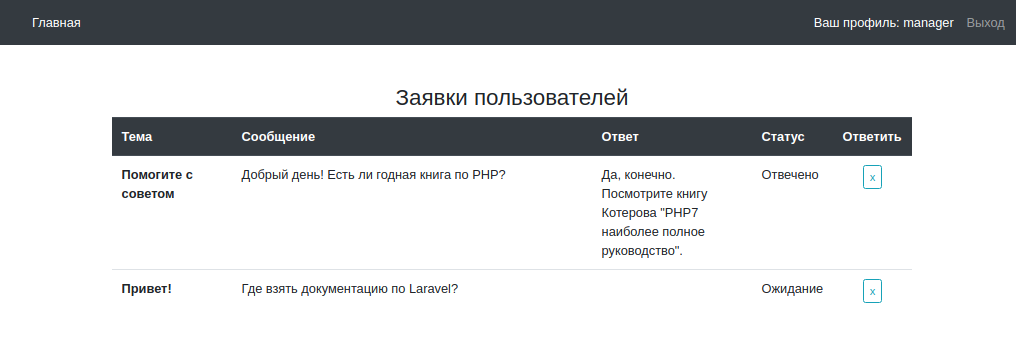 Главная Ваш профиль: manager Выход
Заявки пользователей
Тема Сообщение Ответ Статус Ответить
Помогите с Добрый день! Есть ли годная книга по PHP? Да, конечно. Отвечено x
советом Посмотрите книгу
Котерова "PHP7
наиболее полное
руководство".
Привет! Где взять документацию по Laravel? Ожидание x